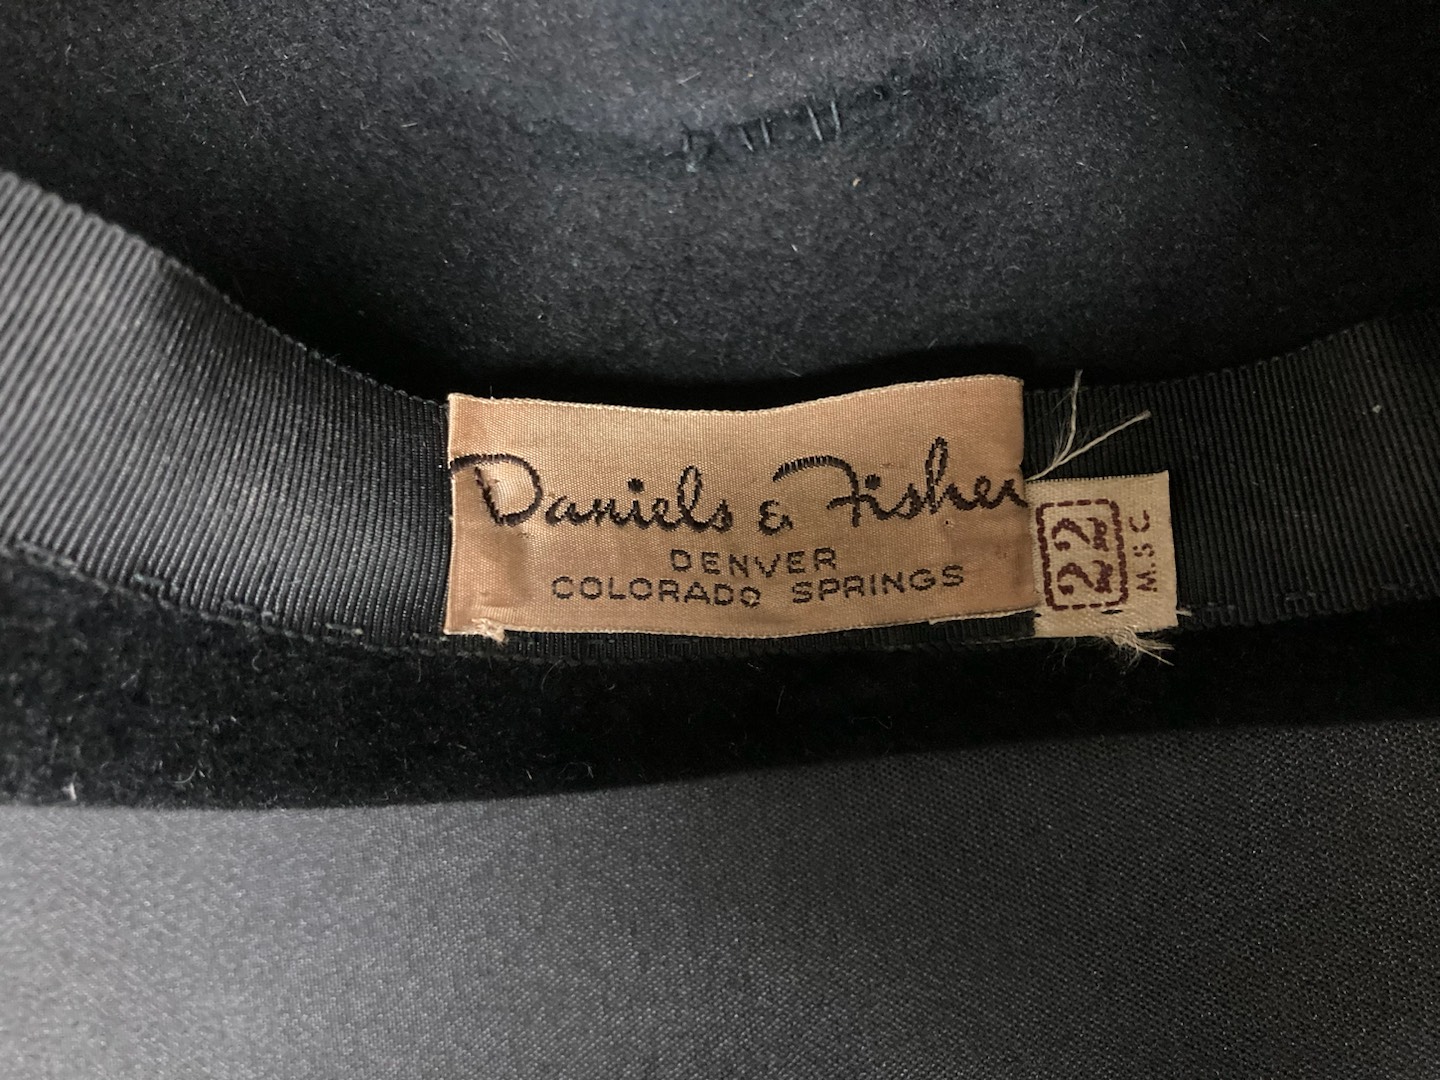 Daniels & Fisher
DENVER
COLORADO SPRINGS
22
M.S C